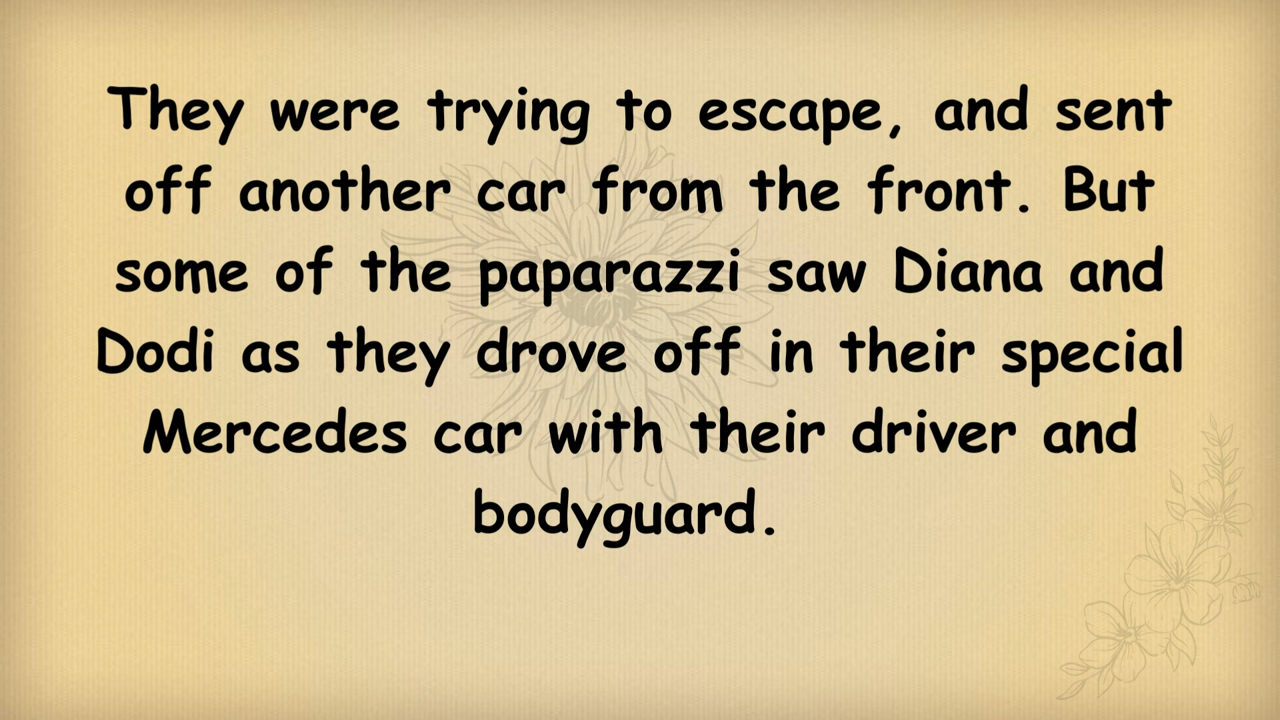 They were trying to escape, and sent
off another car from the front. But
some of the paparazzi saw Diana and
Dodi as they drove off in their special
Mercedes car with their driver and
bodyguard.